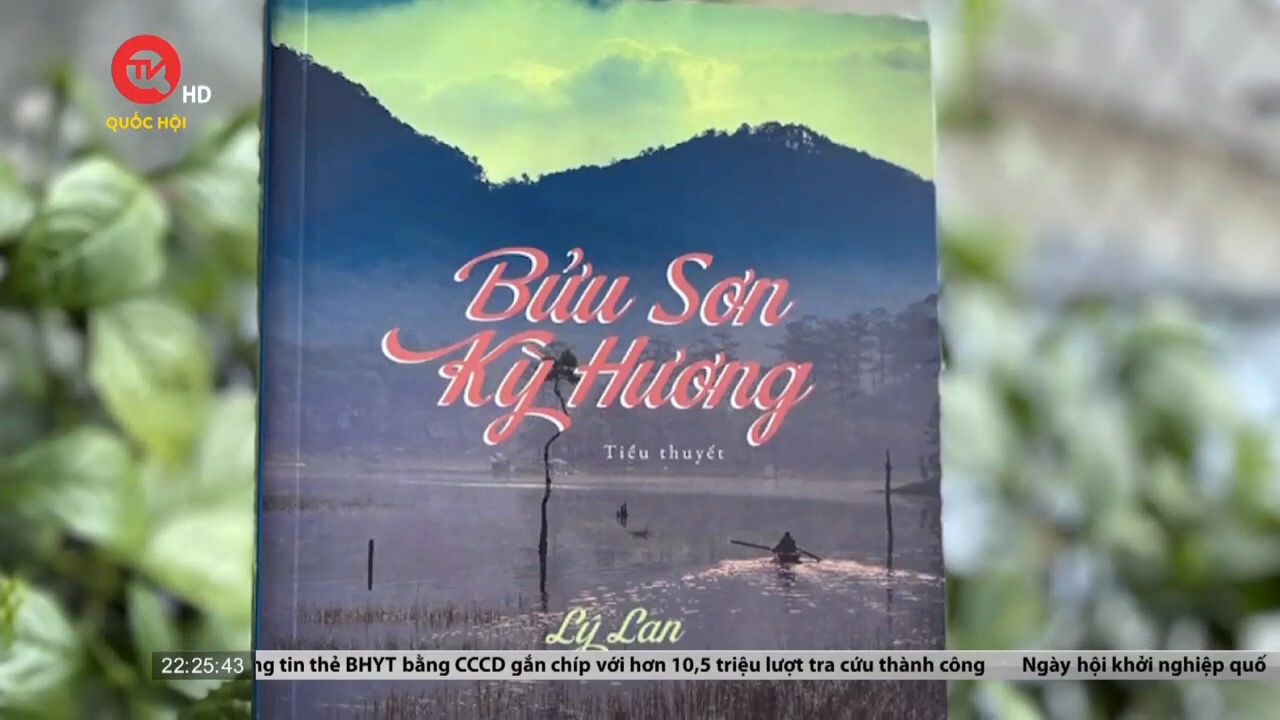 TV
HD
QUỐC HỘI
Bửu Sơn
Kỳ Hương
Tiểu thuyết
Lý Lan
22:25:43
ng tin thẻ BHYT bằng CCCD gắn chíp với hơn 10,5 triệu lượt tra cứu thành công Ngày hội khởi nghiệp quố